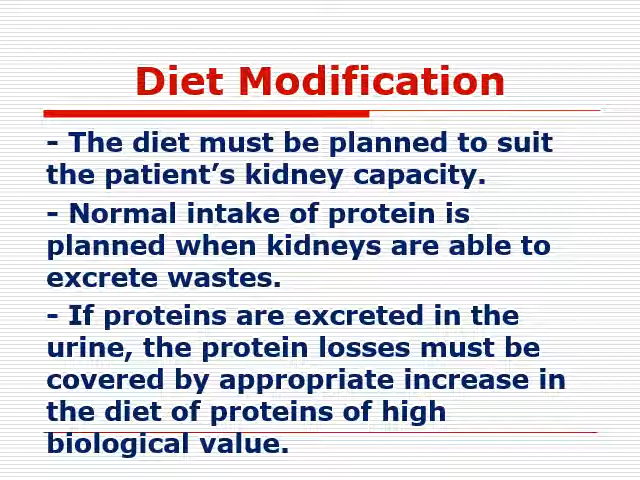 Diet Modification
- The diet must be planned to suit
the patient’s kidney capacity.
- Normal intake of protein is
planned when kidneys are able to
excrete wastes.
- If proteins are excreted in the
urine, the protein losses must be
covered by appropriate increase in
the diet of proteins of high
biological value.